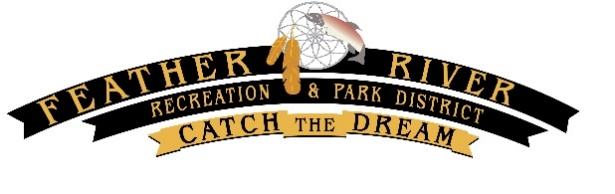 FEATHER RIVER
RECREATION & PARK DISTRICT
CATCH THE DREAM